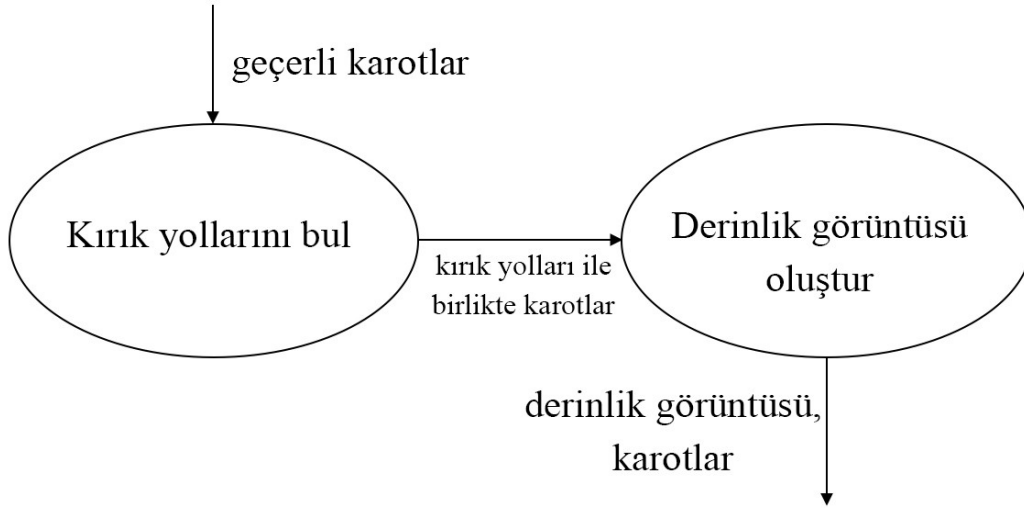 geçerli karotlar
Kırık yollarını bul
kırık yolları ile
birlikte karotlar
Derinlik görüntüsü
oluştur
derinlik görüntüsü,
karotlar